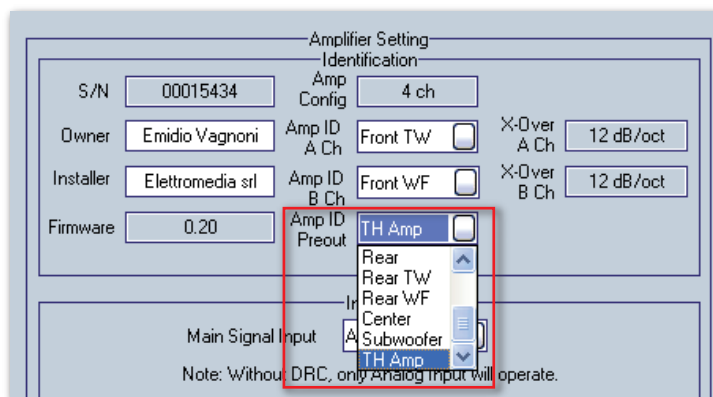 Amplifier Setting
Identification
S/N 00015434 Amp Config 4 ch
Owner Emidio Vagnoni Amp ID A Ch Front TW X-Over A Ch 12 dB/oct
Installer Elettromedia srl Amp ID B Ch Front WF X-Over B Ch 12 dB/oct
Firmware 0.20 Amp ID Preout TH Amp
Rear
Rear TW
Rear WF
Center
Subwoofer
TH Amp
Main Signal Input A
Note: Without DRC, only Analog Input will operate.